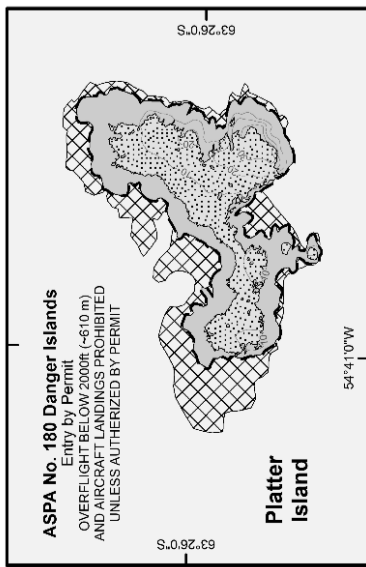 ASPA No. 180 Danger Islands
Entry by Permit
OVERFLIGHT BELOW 2000ft (~610 m)
AND AIRCRAFT LANDINGS PROHIBITED
UNLESS AUTHERIZED BY PERMIT
Platter
Island
63°26'0"S
63°26'0"S
54°41'0"W